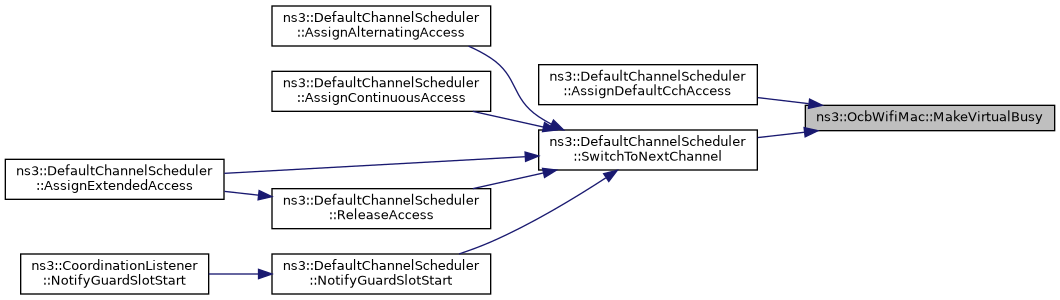 ns3::DefaultChannelScheduler
::AssignAlternatingAccess
ns3::DefaultChannelScheduler
::AssignContinuousAccess
ns3::DefaultChannelScheduler
::AssignDefaultCchAccess
ns3::OcbWifiMac::MakeVirtualBusy
ns3::DefaultChannelScheduler
::SwitchToNextChannel
ns3::DefaultChannelScheduler
::AssignExtendedAccess
ns3::DefaultChannelScheduler
::ReleaseAccess
ns3::CoordinationListener
::NotifyGuardSlotStart
ns3::DefaultChannelScheduler
::NotifyGuardSlotStart